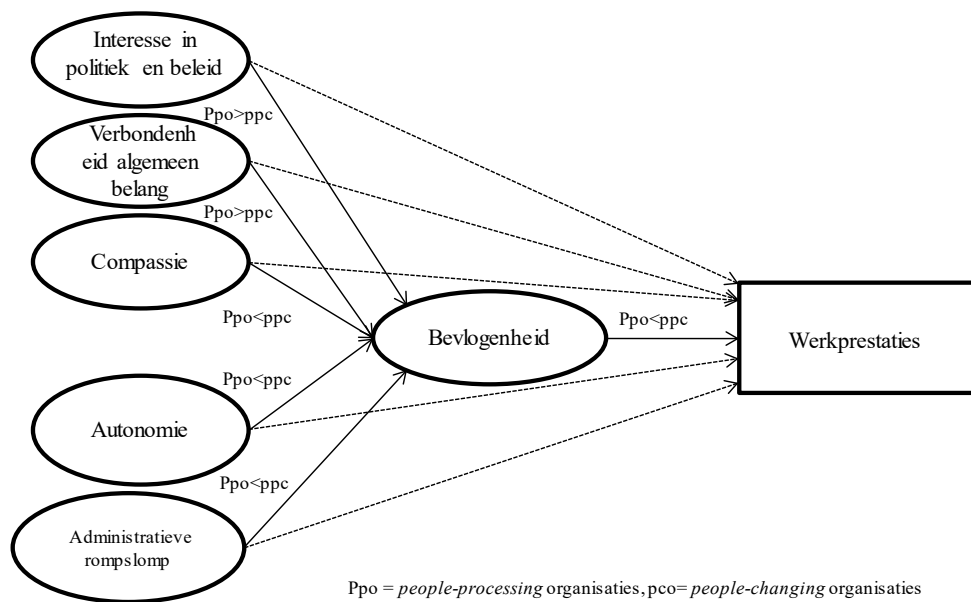 Interesse in
politiek en beleid
Ppo>ppc
Verbondenh
eid algemeen
belang
Ppo>ppc
Compassie
Ppo<ppc
Bevlogenheid
Ppo<ppc
Werkprestaties
Ppo<ppc
Autonomie
Ppo<ppc
Administratieve
rompslomp
Ppo = people-processing organisaties, pco= people-changing organisaties